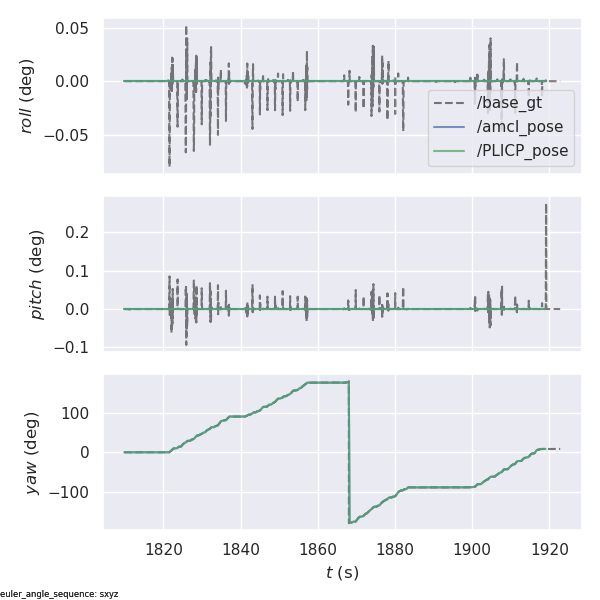 0.05
0.00
−0.05
roll (deg)
/base_gt
/amcl_pose
/PLICP_pose
0.2
0.1
0.0
−0.1
pitch (deg)
100
0
−100
yaw (deg)
1820 1840 1860 1880 1900 1920
t (s)
euler_angle_sequence: sxyz